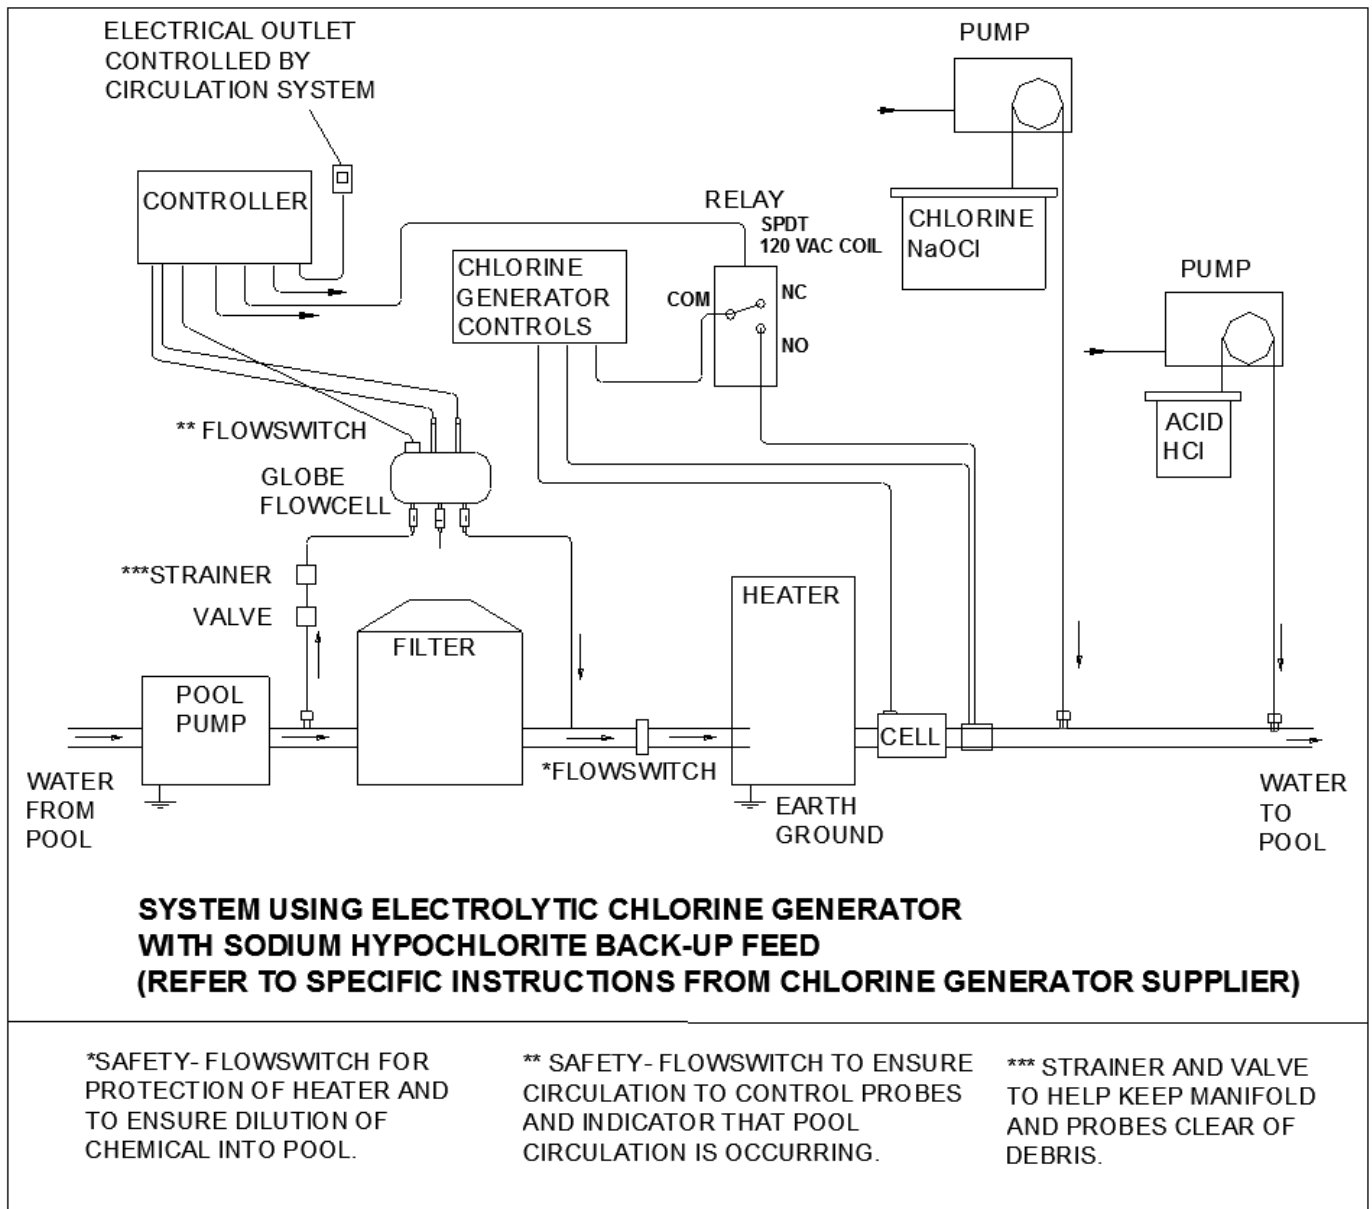 ELECTRICAL OUTLET
CONTROLLED BY
CIRCULATION SYSTEM
PUMP
CONTROLLER
RELAY
SPDT
120 VAC COIL
CHLORINE
NaOCl
CHLORINE
GENERATOR
CONTROLS
COM
NC
NO
PUMP
ACID
HCl
** FLOWSWITCH
GLOBE
FLOWCELL
***STRAINER
VALVE
FILTER
HEATER
POOL
PUMP
CELL
*FLOWSWITCH
WATER
FROM
POOL
EARTH
GROUND
WATER
TO
POOL
SYSTEM USING ELECTROLYTIC CHLORINE GENERATOR
WITH SODIUM HYPOCHLORITE BACK-UP FEED
(REFER TO SPECIFIC INSTRUCTIONS FROM CHLORINE GENERATOR SUPPLIER)
*SAFETY- FLOWSWITCH FOR
PROTECTION OF HEATER AND
TO ENSURE DILUTION OF
CHEMICAL INTO POOL.
** SAFETY- FLOWSWITCH TO ENSURE
CIRCULATION TO CONTROL PROBES
AND INDICATOR THAT POOL
CIRCULATION IS OCCURRING.
*** STRAINER AND VALVE
TO HELP KEEP MANIFOLD
AND PROBES CLEAR OF
DEBRIS.